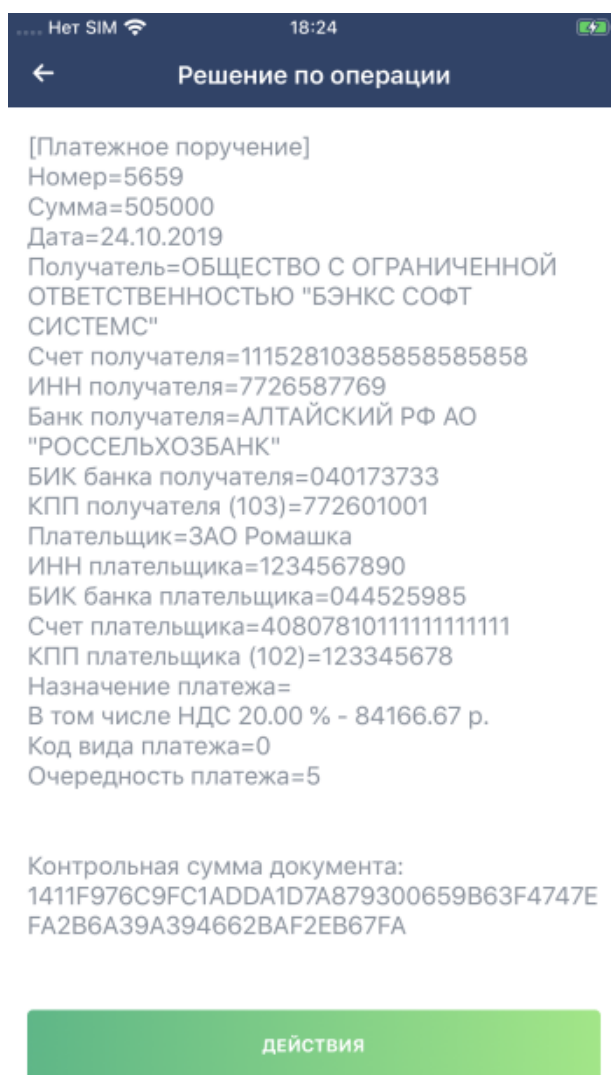 .... Нет SIM 18:24
Решение по операции
[Платежное поручение]
Номер=5659
Сумма=505000
Дата=24.10.2019
Получатель=ОБЩЕСТВО С ОГРАНИЧЕННОЙ
ОТВЕТСТВЕННОСТЬЮ "БЭНКС СОФТ
СИСТЕМС"
Счет получателя=11152810385858585858
ИНН получателя=7726587769
Банк получателя=АЛТАЙСКИЙ РФ АО
"РОССЕЛЬХОЗБАНК"
БИК банка получателя=040173733
КПП получателя (103)=772601001
Плательщик=ЗАО Ромашка
ИНН плательщика=1234567890
БИК банка плательщика=044525985
Счет плательщика=40807810111111111111
КПП плательщика (102)=123345678
Назначение платежа=
В том числе НДС 20.00 % - 84166.67 р.
Код вида платежа=0
Очередность платежа=5
Контрольная сумма документа:
1411F976C9FC1ADDA1D7A879300659B63F4747E
FA2B6A39A394662BAF2EB67FA
ДЕЙСТВИЯ